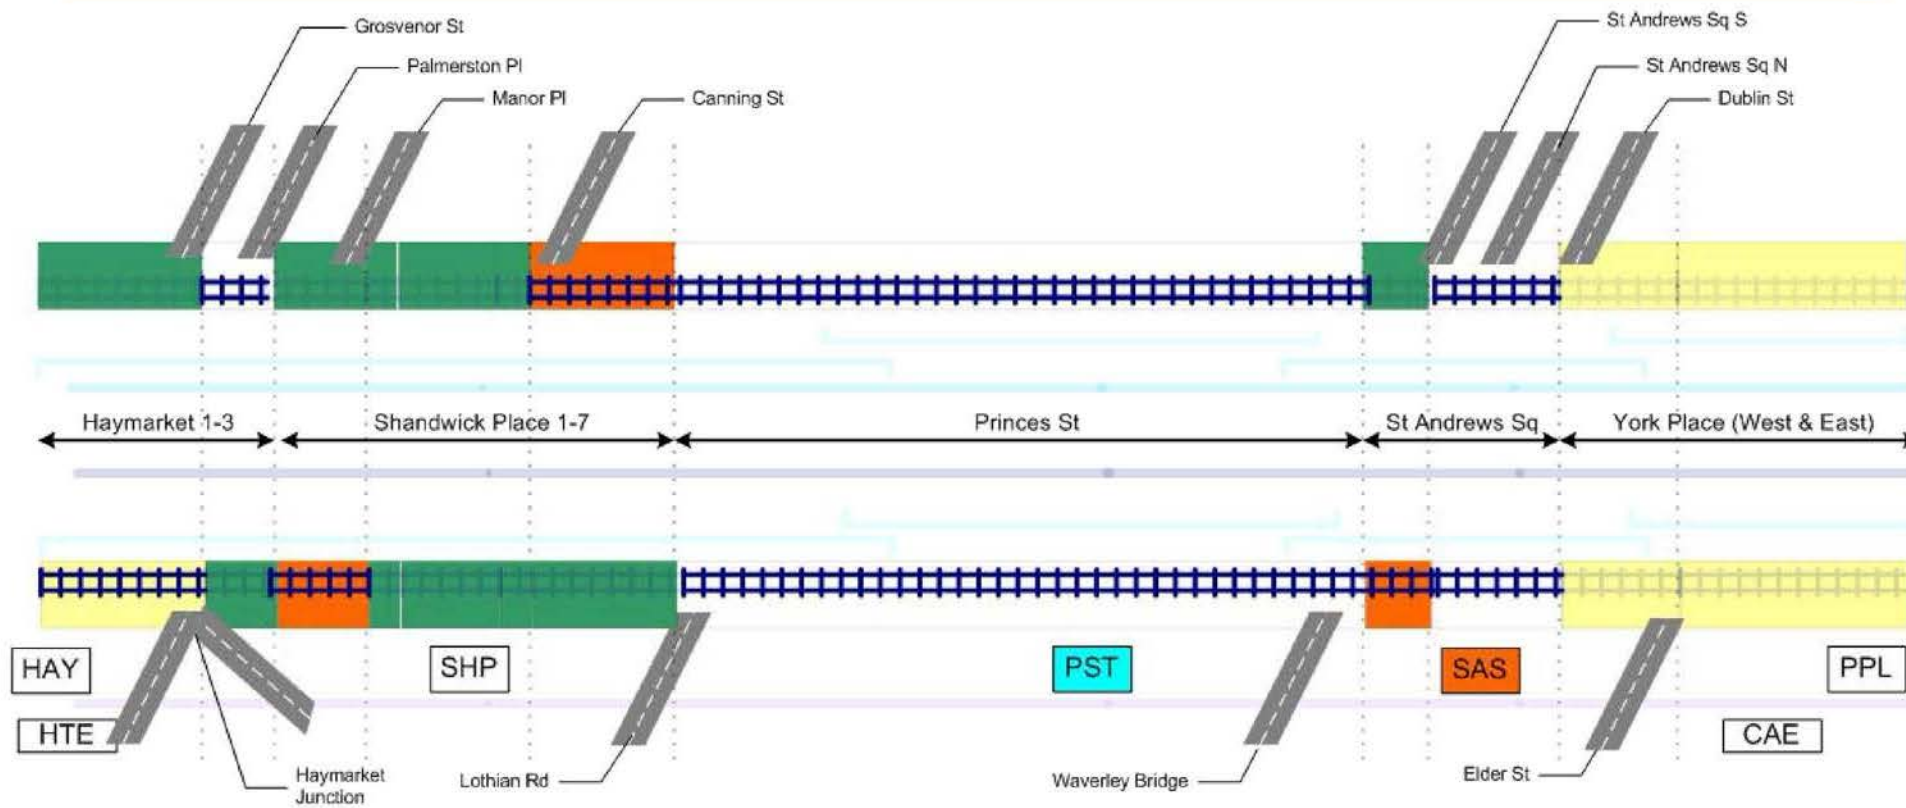 Grosvenor St
St Andrews Sq S
Palmerston Pl
St Andrews Sq N
Manor Pl
Canning St
Dublin St
Haymarket 1-3
Shandwick Place 1-7
Princes St
St Andrews Sq
York Place (West & East)
HAY
SHP
PST
SAS
PPL
HTE
CAE
Haymarket
Junction
Lothian Rd
Waverley Bridge
Elder St